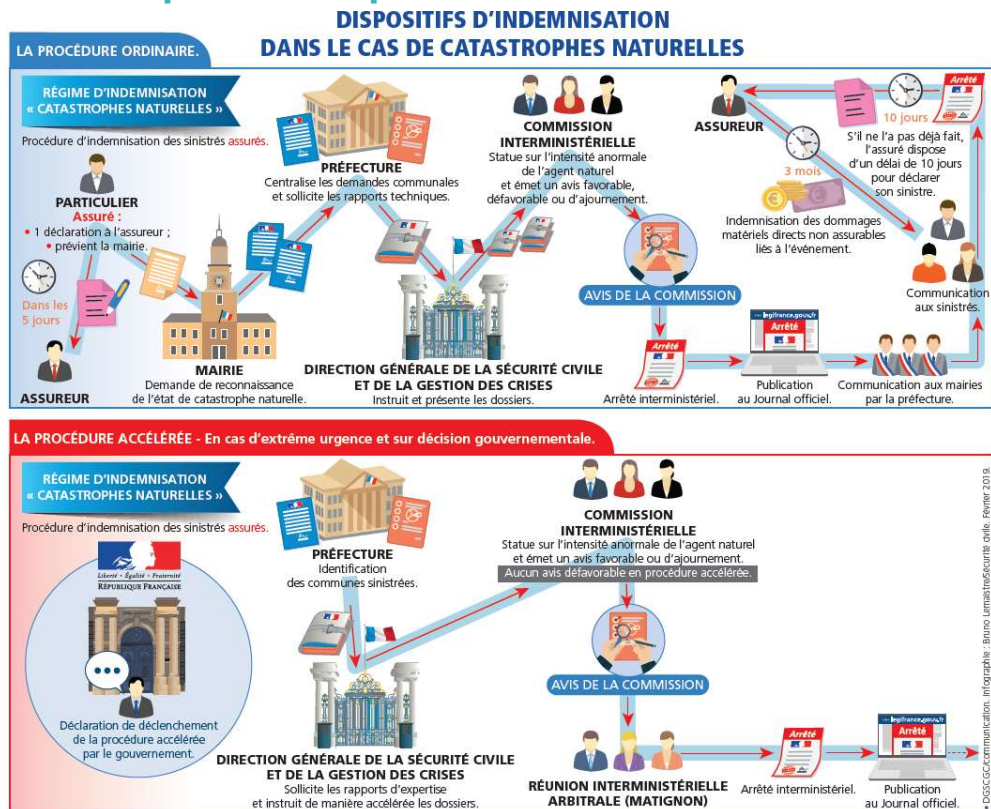 DISPOSITIFS D'INDEMNISATION
DANS LE CAS DE CATASTROPHES NATURELLES
LA PROCÉDURE ORDINAIRE.
RÉGIME D'INDEMNISATION
« CATASTROPHES NATURELLES »
Procédure d'indemnisation des sinistrés assurés.
PARTICULIER
Assuré :
• 1 déclaration à l'assureur ;
• prévient la mairie.
Dans les
5 jours
ASSUREUR
MAIRIE
Demande de reconnaissance
de l'état de catastrophe naturelle.
PRÉFECTURE
Centralise les demandes communales
et sollicite les rapports techniques.
DIRECTION GÉNÉRALE DE LA SÉCURITÉ CIVILE
ET DE LA GESTION DES CRISES
Instruit et présente les dossiers.
COMMISSION
INTERMINISTÉRIELLE
Statue sur l'intensité anormale
de l'agent naturel
et émet un avis favorable,
défavorable ou d'ajournement.
AVIS DE LA COMMISSION
Arrêté
Arrêté interministériel.
legifrance.gouv.fr
Arrêté
Publication
au Journal officiel.
Communication aux mairies
par la préfecture.
Communication
aux sinistrés.
Arrêté
10 jours
S'il ne l'a pas déjà fait,
l'assuré dispose
d'un délai de 10 jours
pour déclarer
son sinistre.
ASSUREUR
3 mois
Indemnisation des dommages
matériels directs non assurables
liés à l'événement.
LA PROCÉDURE ACCÉLÉRÉE - En cas d'extrême urgence et sur décision gouvernementale.
RÉGIME D'INDEMNISATION
« CATASTROPHES NATURELLES »
Procédure d'indemnisation des sinistrés assurés.
Liberté • Égalité • Fraternité
RÉPUBLIQUE FRANÇAISE
Déclaration de déclenchement
de la procédure accélérée
par le gouvernement.
PRÉFECTURE
Identification
des communes sinistrées.
DIRECTION GÉNÉRALE DE LA SÉCURITÉ CIVILE
ET DE LA GESTION DES CRISES
Sollicite les rapports d'expertise
et instruit de manière accélérée les dossiers.
COMMISSION
INTERMINISTÉRIELLE
Statue sur l'intensité anormale de l'agent naturel
et émet un avis favorable ou d'ajournement.
Aucun avis défavorable en procédure accélérée.
AVIS DE LA COMMISSION
RÉUNION INTERMINISTÉRIELLE
ARBITRALE (MATIGNON)
Arrêté
Arrêté interministériel.
legifrance.gouv.fr
Arrêté
Publication
au Journal officiel.
DGSCGC/communication. Infographie : Bruno Lemaistre/Sécurité civile. Février 2019.